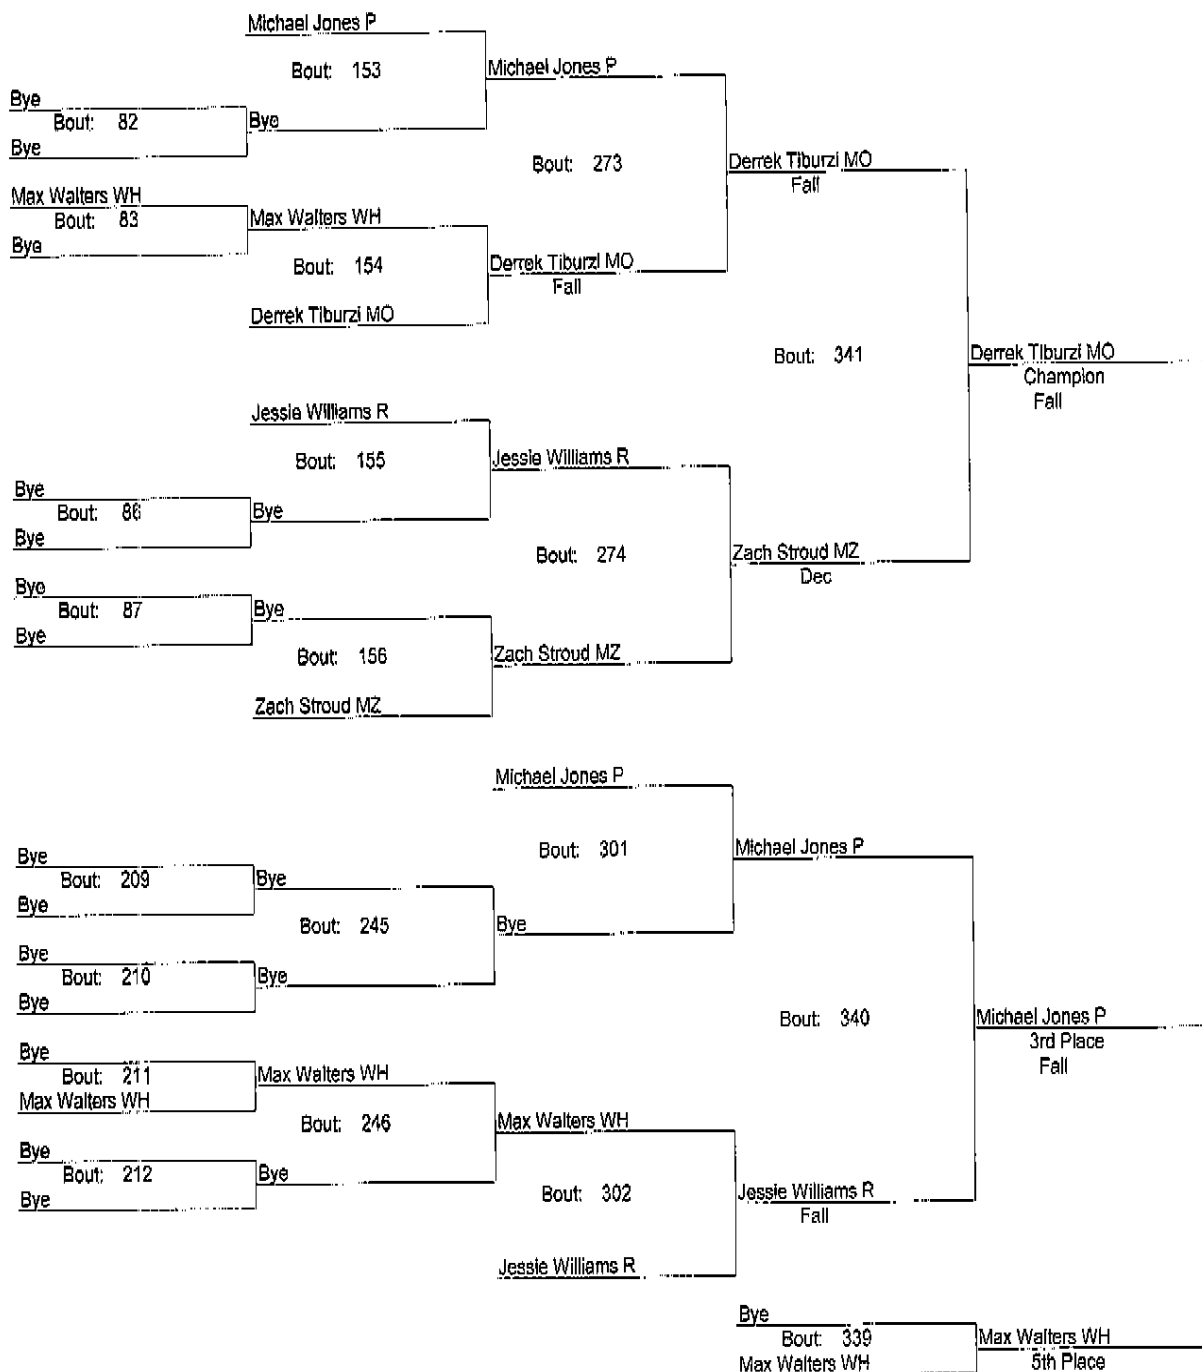 Michael Jones P
Bout: 153
Michael Jones P
Bye
Bout: 82
Bye
Bye
Bout: 273
Derrek Tiburzi MO
Fall
Max Walters WH
Bout: 83
Max Walters WH
Bye
Bout: 154
Derrek Tiburzi MO
Fall
Derrek Tiburzi MO
Bout: 341
Derrek Tiburzi MO
Champion
Fall
Jessie Williams R
Bout: 155
Jessie Williams R
Bye
Bout: 86
Bye
Bye
Bout: 274
Zach Stroud MZ
Dec
Bye
Bout: 87
Bye
Bye
Bout: 156
Zach Stroud MZ
Zach Stroud MZ
Michael Jones P
Bout: 301
Michael Jones P
Bye
Bout: 209
Bye
Bye
Bout: 245
Bye
Bye
Bout: 210
Bye
Bye
Bout: 340
Michael Jones P
3rd Place
Fall
Bye
Bout: 211
Max Walters WH
Max Walters WH
Bout: 246
Max Walters WH
Bye
Bout: 212
Bye
Bye
Bout: 302
Jessie Williams R
Fall
Jessie Williams R
Bye
Bout: 339
Max Walters WH
Max Walters WH
5th Place